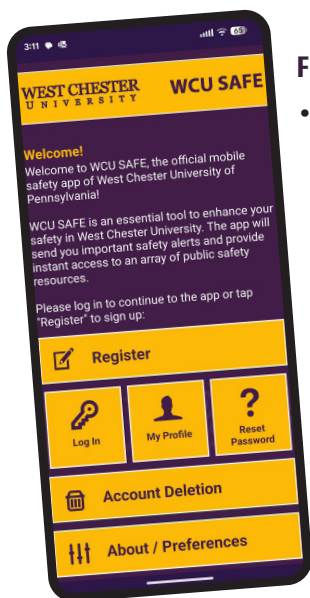 3:11
65
WEST CHESTER
UNIVERSITY
WCU SAFE
Welcome!
Welcome to WCU SAFE, the official mobile
safety app of West Chester University of
Pennsylvania!
WCU SAFE is an essential tool to enhance your
safety in West Chester University. The app will
send you important safety alerts and provide
instant access to an array of public safety
resources.
Please log in to continue to the app or tap
"Register" to sign up:
Register
Log In
My Profile
Reset
Password
Account Deletion
About / Preferences
F
•